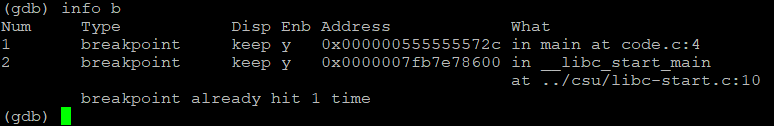 (gdb) info b
Num     Type           Disp Enb Address            What
1       breakpoint     keep y   0x000000555555572c in main at code.c:4
2       breakpoint     keep y   0x0000007fb7e78600 in __libc_start_main
                                                   at ../csu/libc-start.c:10
        breakpoint already hit 1 time
(gdb)